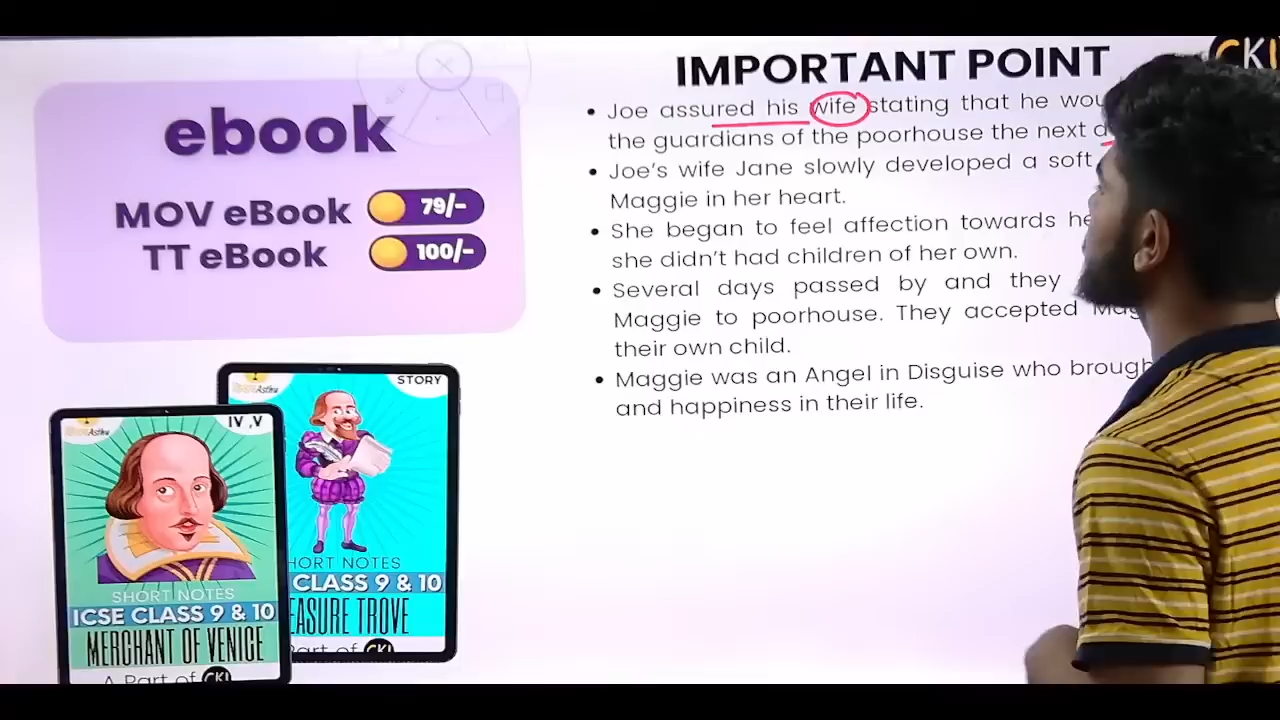 CKI
IMPORTANT POINT
ebook
MOV eBook 79/-
TT eBook 100/-
• Joe assured his wife stating that he
the guardians of the poorhouse the next
• Joe's wife Jane slowly developed a soft
Maggie in her heart.
• She began to feel affection towards
she didn't had children of her own.
• Several days passed by and they
Maggie to poorhouse. They accepted
their own child.
• Maggie was an Angel in Disguise who
and happiness in their life.
STORY
SHORT NOTES
CLASS 9 & 10
EASURE TROVE
Part of CKI
IV ,V
SHORT NOTES
ICSE CLASS 9 & 10
MERCHANT OF VENICE
A Part of CKI